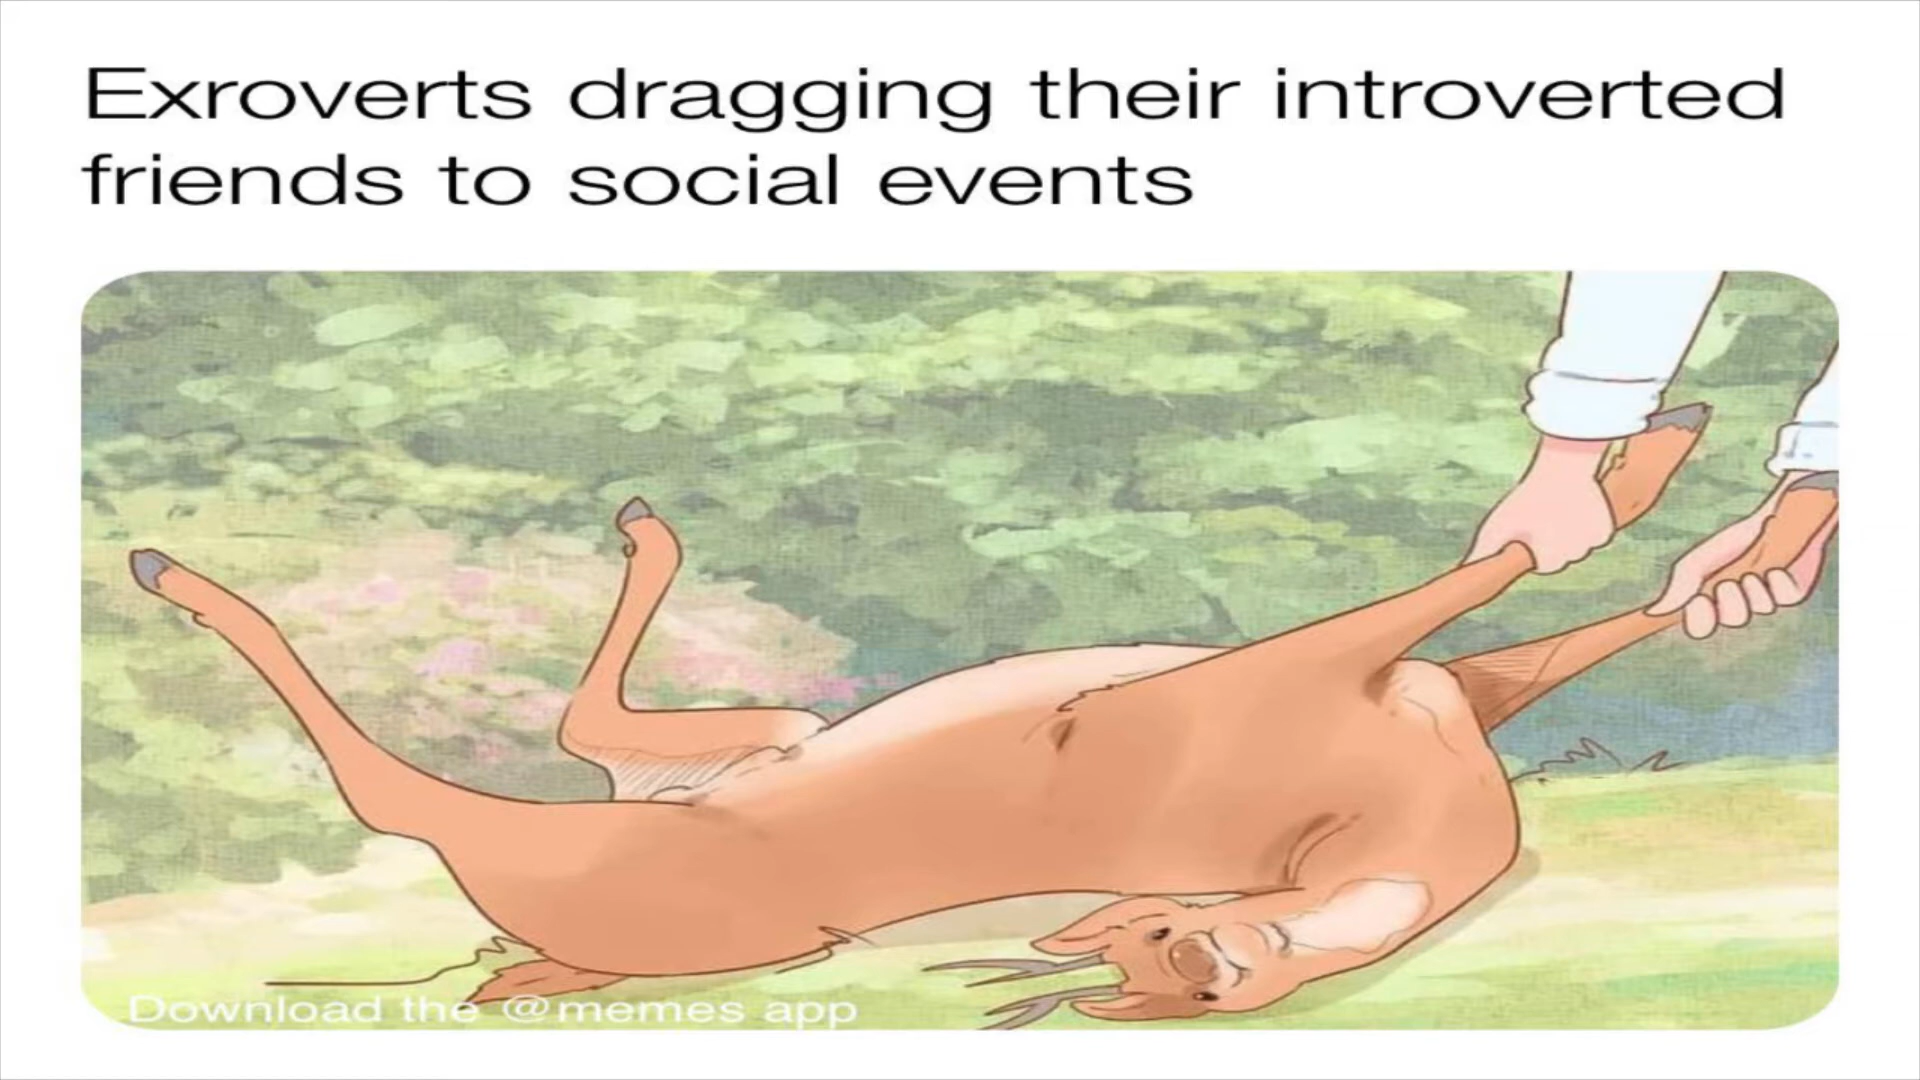 Exroverts dragging their introverted
friends to social events
Download the @memes app